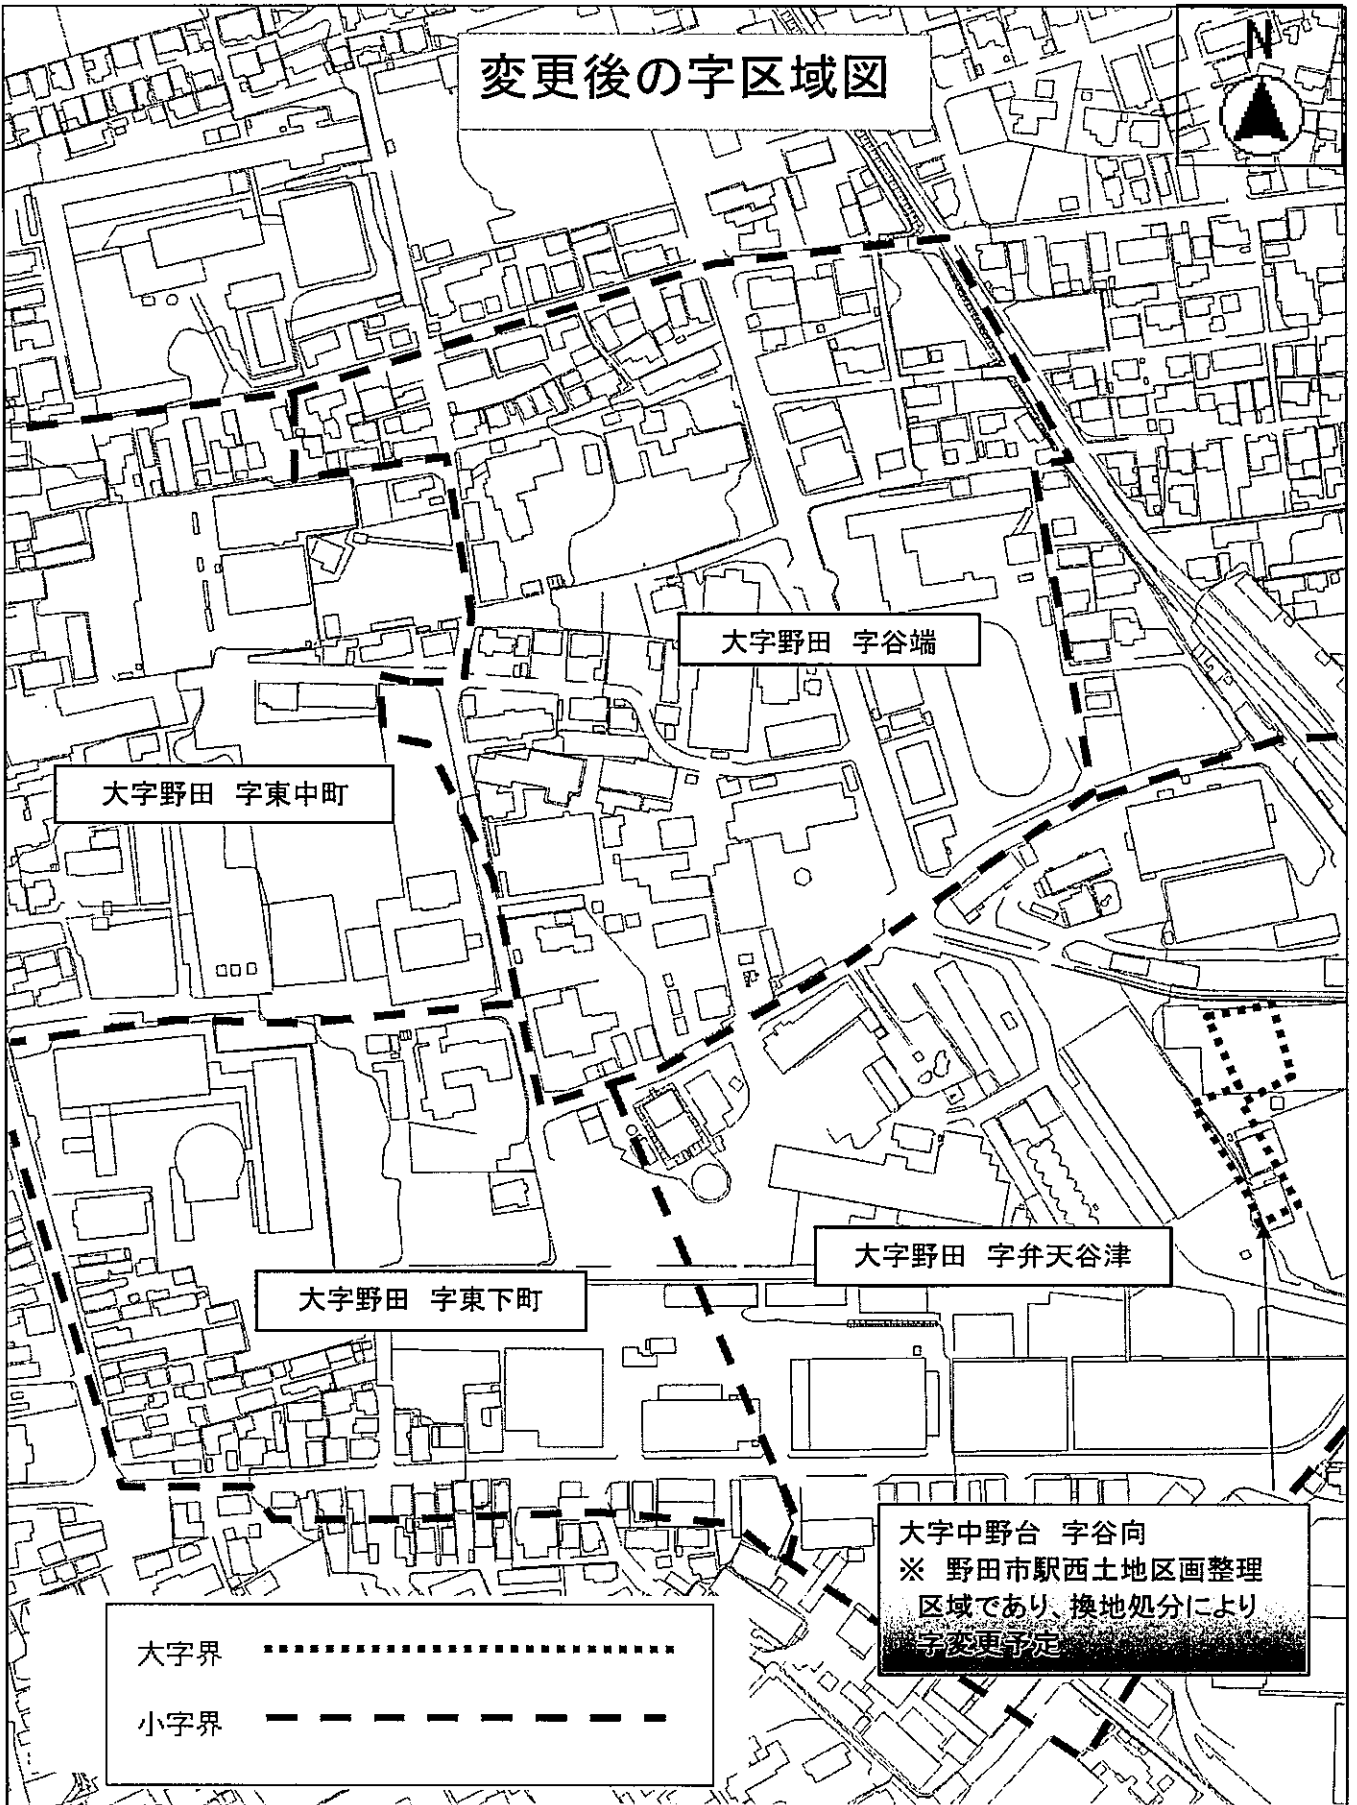 変更後の字区域図
N
大字野田 字谷端
大字野田 字東中町
大字野田 字弁天谷津
大字野田 字東下町
大字中野台 字谷向
※ 野田市駅西土地区画整理
区域であり、換地処分により
字変更予定
大字界
小字界